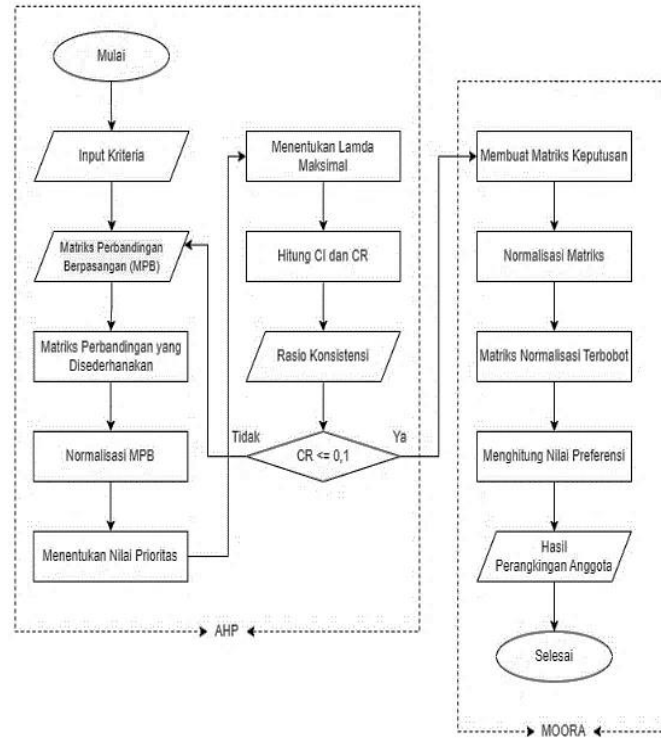 Mulai
Input Kriteria
Matriks Perbandingan
Berpasangan (MPB)
Matriks Perbandingan yang
Disederhanakan
Normalisasi MPB
Menentukan Nilai Prioritas
Menentukan Lamda
Maksimal
Hitung CI dan CR
Rasio Konsistensi
Tidak
CR <= 0,1
Ya
AHP
Membuat Matriks Keputusan
Normalisasi Matriks
Matriks Normalisasi Terbobot
Menghitung Nilai Preferensi
Hasil
Perangkingan Anggota
Selesai
MOORA